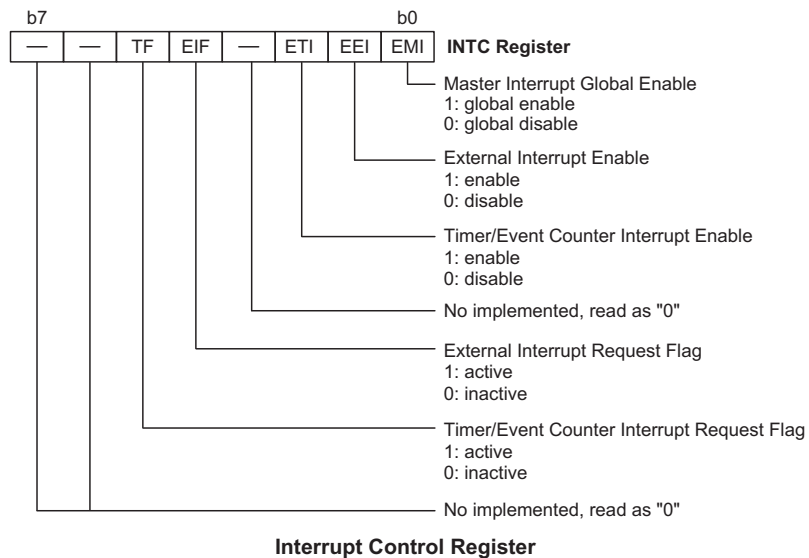 b7 b0
— — TF EIF — ETI EEI EMI INTC Register
Master Interrupt Global Enable
1: global enable
0: global disable
External Interrupt Enable
1: enable
0: disable
Timer/Event Counter Interrupt Enable
1: enable
0: disable
No implemented, read as "0"
External Interrupt Request Flag
1: active
0: inactive
Timer/Event Counter Interrupt Request Flag
1: active
0: inactive
No implemented, read as "0"
Interrupt Control Register